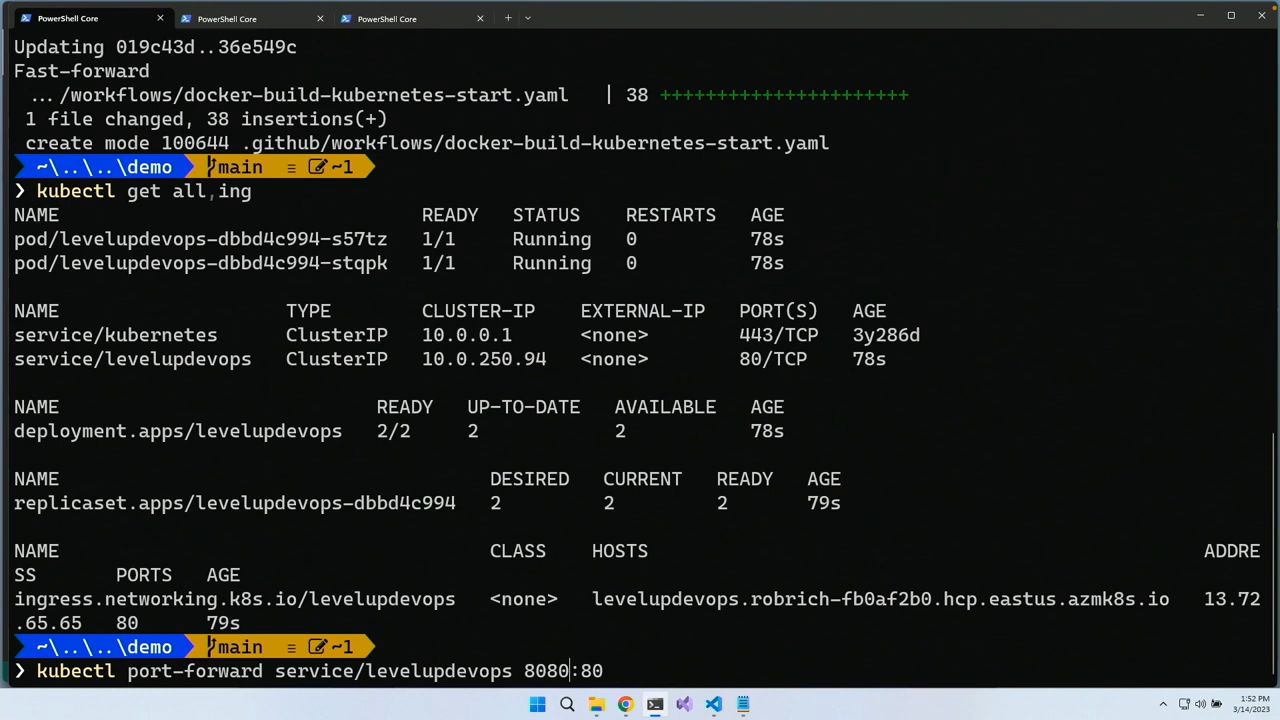 PowerShell Core PowerShell Core PowerShell Core
Updating 019c43d..36e549c
Fast-forward
.../workflows/docker-build-kubernetes-start.yaml | 38 ++++++++++++++++++++++
1 file changed, 38 insertions(+)
create mode 100644 .github/workflows/docker-build-kubernetes-start.yaml
~\..\..\demo main ≡ ~1
❯ kubectl get all,ing
NAME READY STATUS RESTARTS AGE
pod/levelupdevops-dbbd4c994-s57tz 1/1 Running 0 78s
pod/levelupdevops-dbbd4c994-stqpk 1/1 Running 0 78s
NAME TYPE CLUSTER-IP EXTERNAL-IP PORT(S) AGE
service/kubernetes ClusterIP 10.0.0.1 <none> 443/TCP 3y286d
service/levelupdevops ClusterIP 10.0.250.94 <none> 80/TCP 78s
NAME READY UP-TO-DATE AVAILABLE AGE
deployment.apps/levelupdevops 2/2 2 2 78s
NAME DESIRED CURRENT READY AGE
replicaset.apps/levelupdevops-dbbd4c994 2 2 2 79s
NAME CLASS HOSTS ADDRE
SS PORTS AGE
ingress.networking.k8s.io/levelupdevops <none> levelupdevops.robrich-fb0af2b0.hcp.eastus.azmk8s.io 13.72
.65.65 80 79s
~\..\..\demo main ≡ ~1
❯ kubectl port-forward service/levelupdevops 8080:80
1:52 PM
3/14/2023